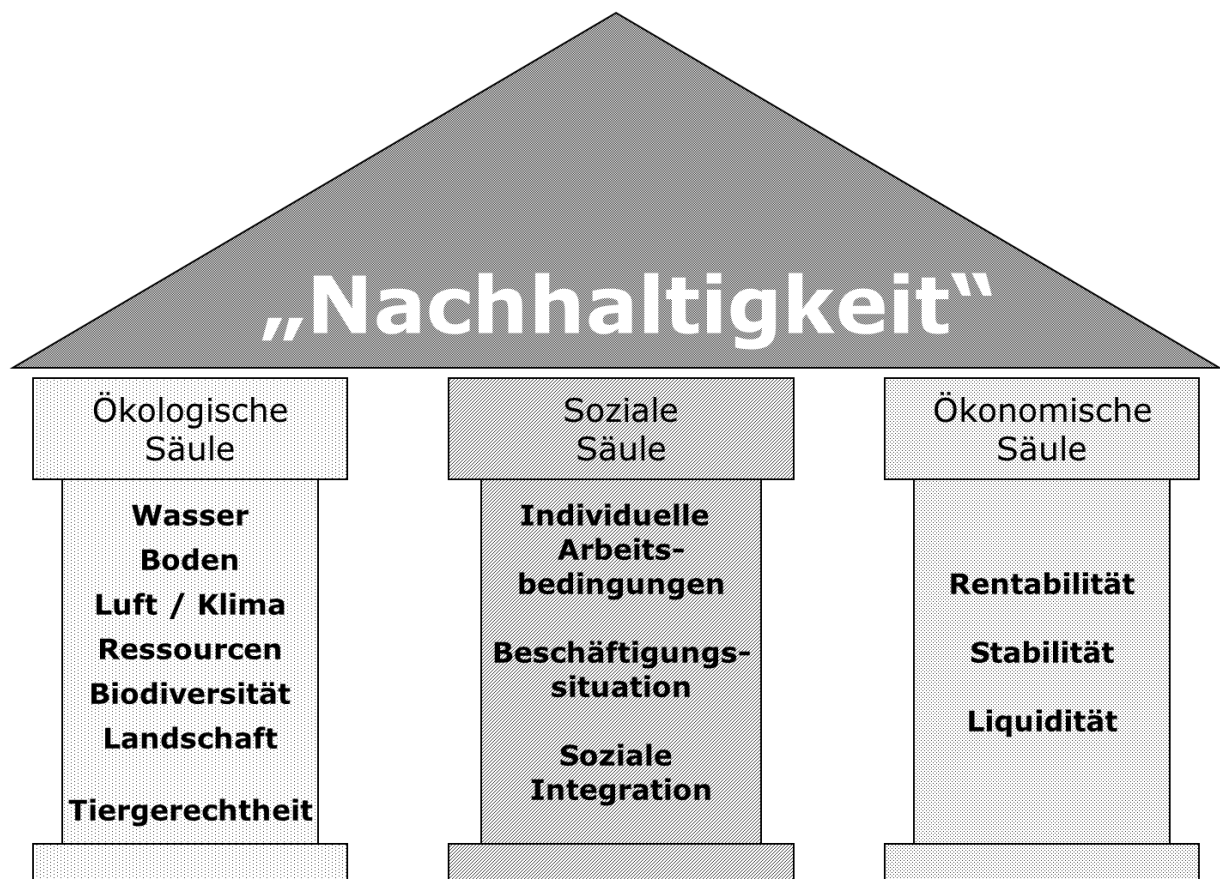 „Nachhaltigkeit“
Ökologische
Säule
Wasser
Boden
Luft / Klima
Ressourcen
Biodiversität
Landschaft
Tiergerechtheit
Soziale
Säule
Individuelle
Arbeits-
bedingungen
Beschäftigungs-
situation
Soziale
Integration
Ökonomische
Säule
Rentabilität
Stabilität
Liquidität